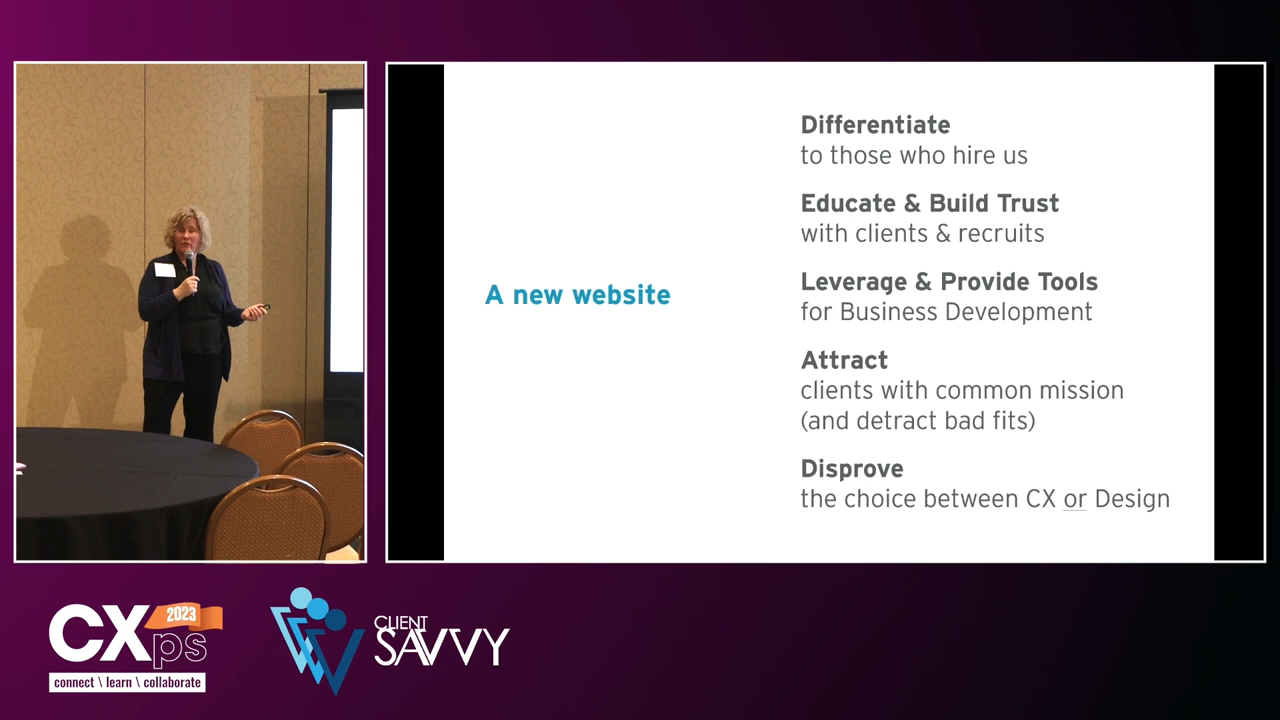 A new website
Differentiate
to those who hire us
Educate & Build Trust
with clients & recruits
Leverage & Provide Tools
for Business Development
Attract
clients with common mission
(and detract bad fits)
Disprove
the choice between CX or Design
CXps
2023
connect \ learn \ collaborate
CLIENT
SAVVY